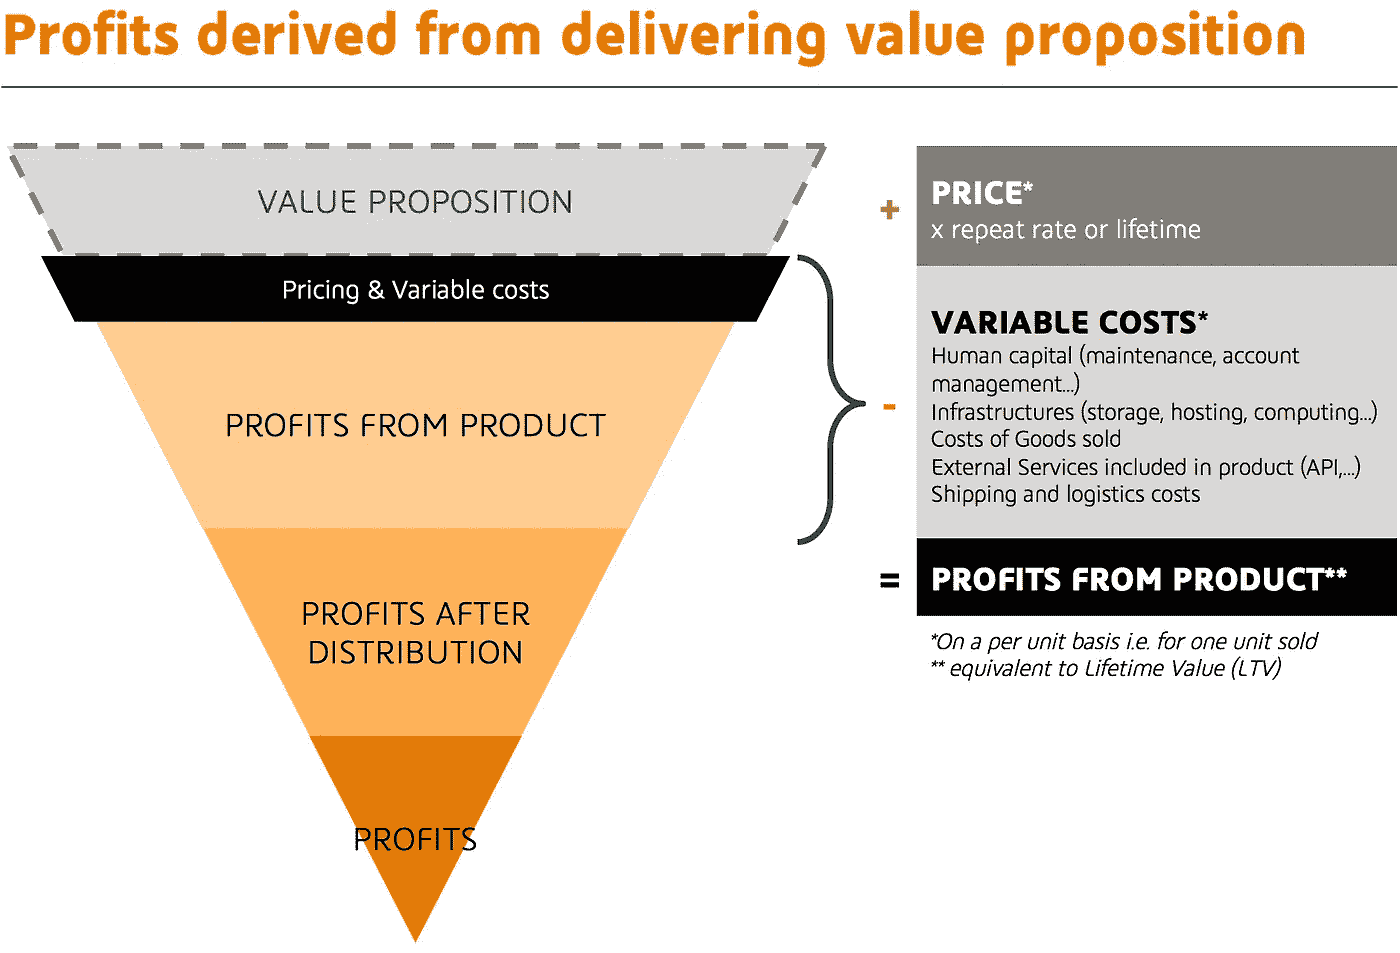 Profits derived from delivering value proposition
VALUE PROPOSITION
Pricing & Variable costs
PROFITS FROM PRODUCT
PROFITS AFTER
DISTRIBUTION
PROFITS
+
PRICE*
x repeat rate or lifetime
-
VARIABLE COSTS*
Human capital (maintenance, account
management...)
Infrastructures (storage, hosting, computing...)
Costs of Goods sold
External Services included in product (API,...)
Shipping and logistics costs
=
PROFITS FROM PRODUCT**
*On a per unit basis i.e. for one unit sold
** equivalent to Lifetime Value (LTV)